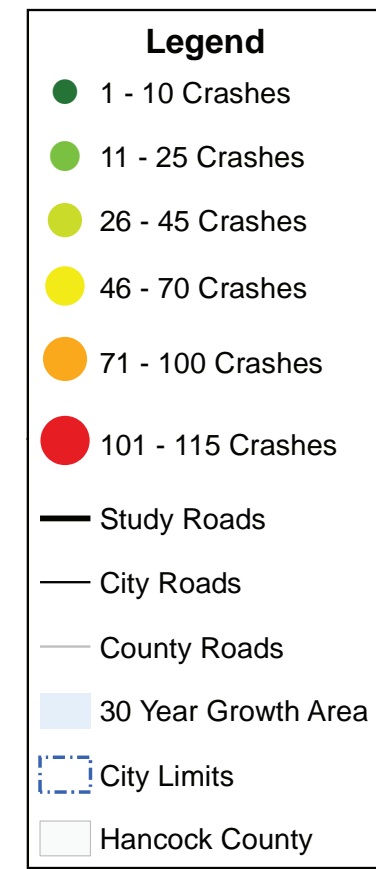 Legend
1 - 10 Crashes
11 - 25 Crashes
26 - 45 Crashes
46 - 70 Crashes
71 - 100 Crashes
101 - 115 Crashes
Study Roads
City Roads
County Roads
30 Year Growth Area
City Limits
Hancock County